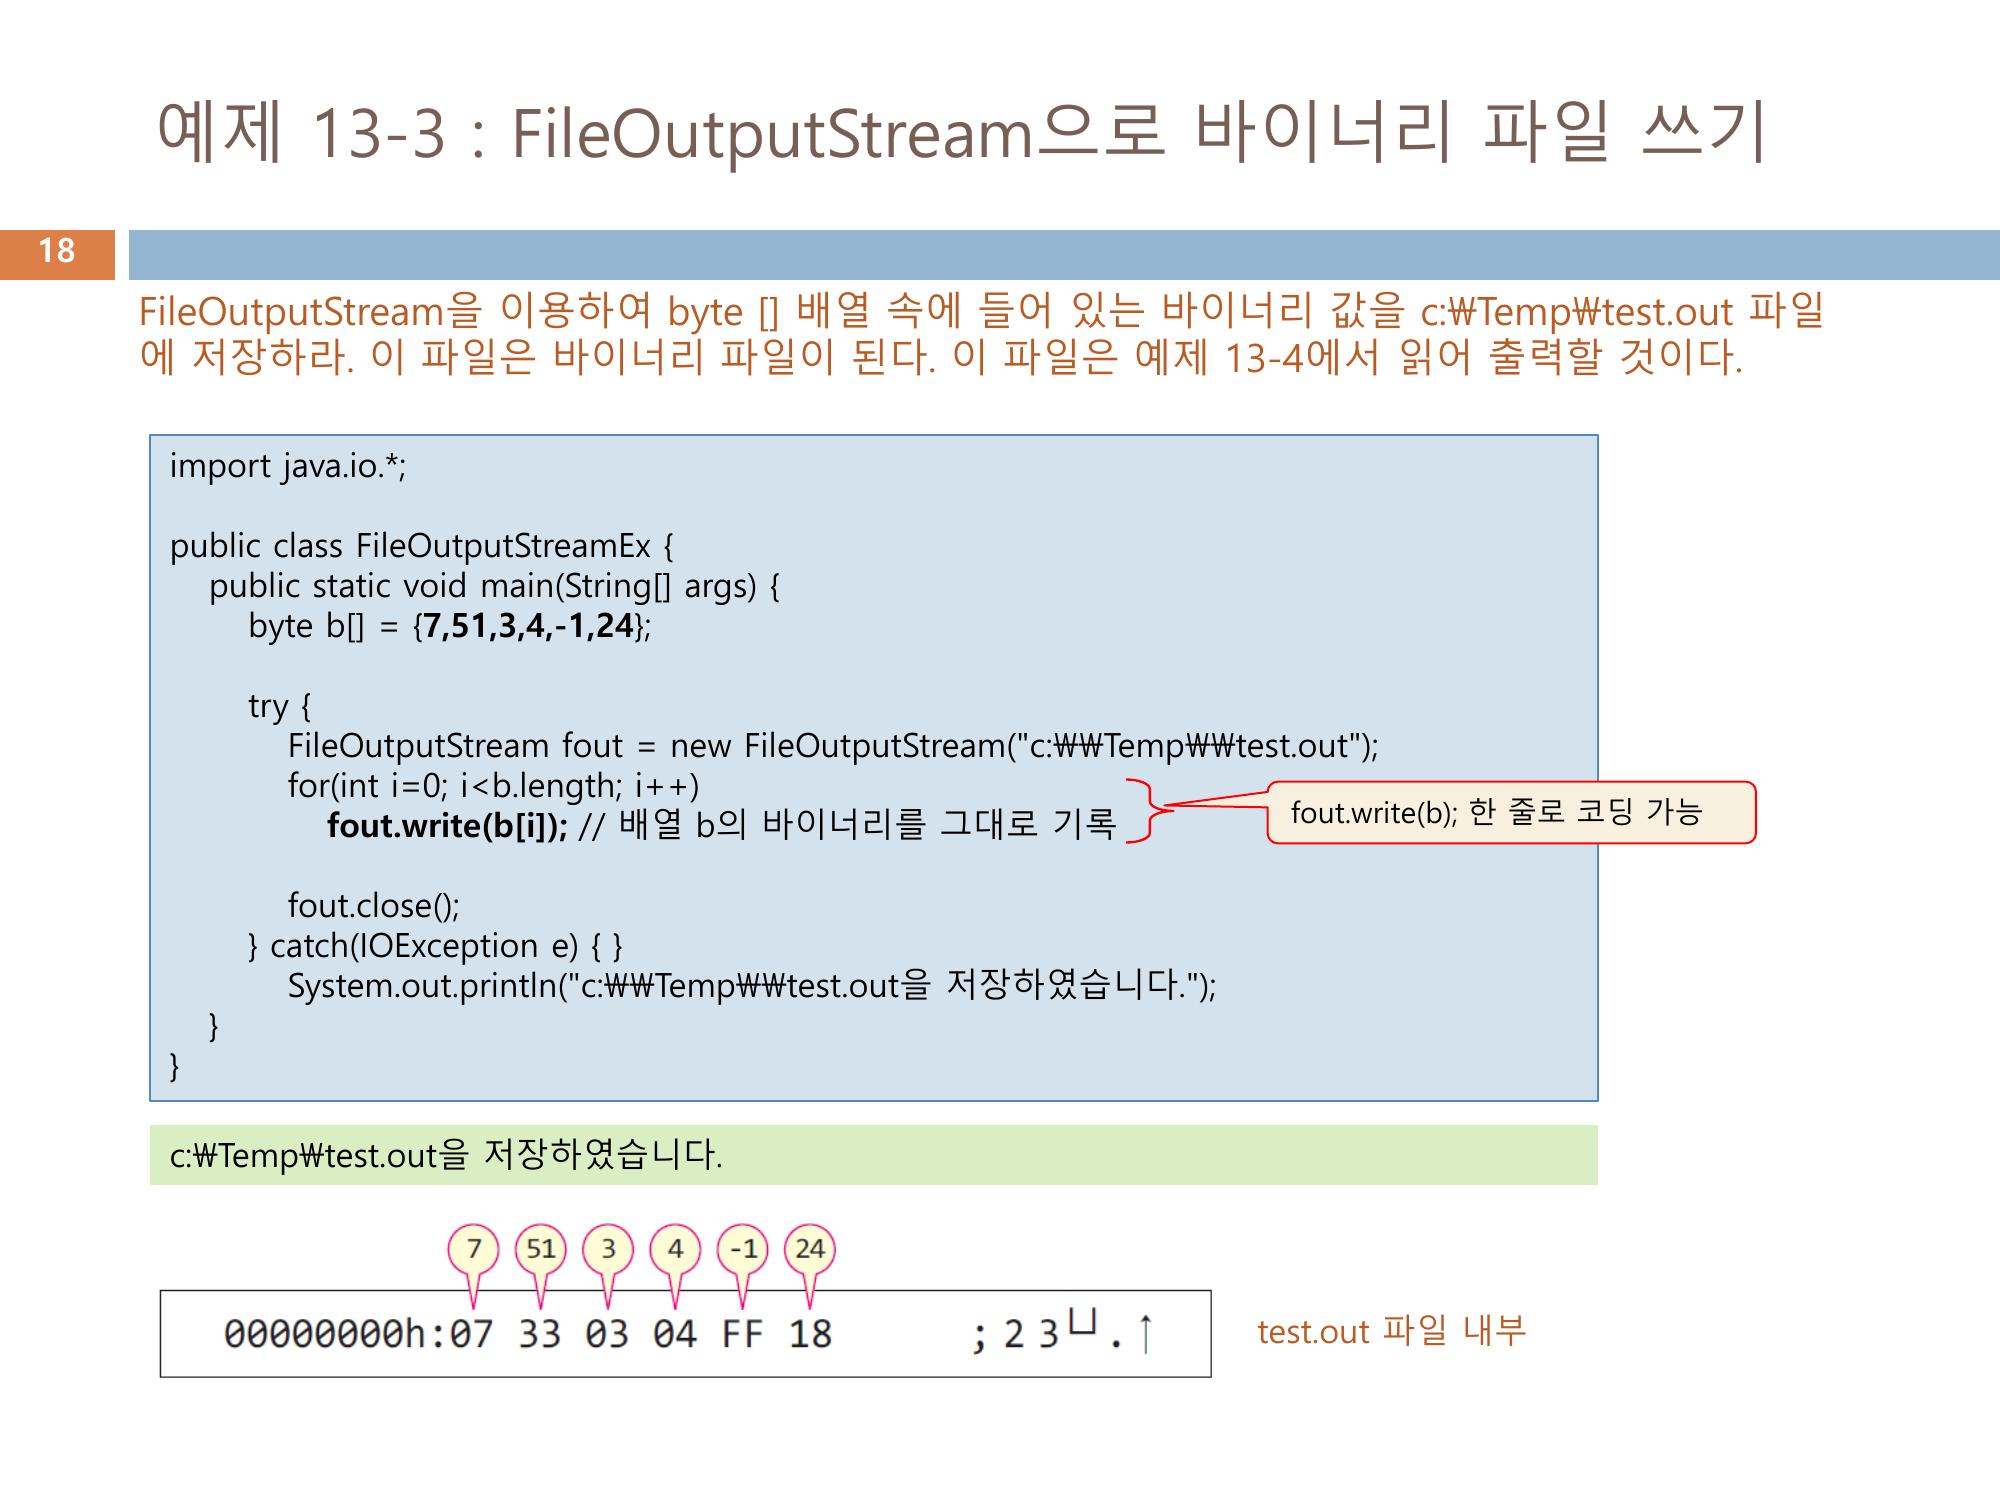 예제 13-3 : FileOutputStream으로 바이너리 파일 쓰기
18
FileOutputStream을 이용하여 byte [] 배열 속에 들어 있는 바이너리 값을 c:₩Temp₩test.out 파일
에 저장하라. 이 파일은 바이너리 파일이 된다. 이 파일은 예제 13-4에서 읽어 출력할 것이다.
import java.io.*;
public class FileOutputStreamEx {
public static void main(String[] args) {
byte b[] = {7,51,3,4,-1,24};
try {
FileOutputStream fout = new FileOutputStream("c:₩₩Temp₩₩test.out");
for(int i=0; i<b.length; i++)
fout.write(b[i]); // 배열 b의 바이너리를 그대로 기록
fout.write(b); 한 줄로 코딩 가능
fout.close();
} catch(IOException e) { }
System.out.println("c:₩₩Temp₩₩test.out을 저장하였습니다.");
}
}
c:₩Temp₩test.out을 저장하였습니다.
7 51 3 4 -1 24
00000000h:07 33 03 04 FF 18 ; 2 3└┘. ↑
test.out 파일 내부